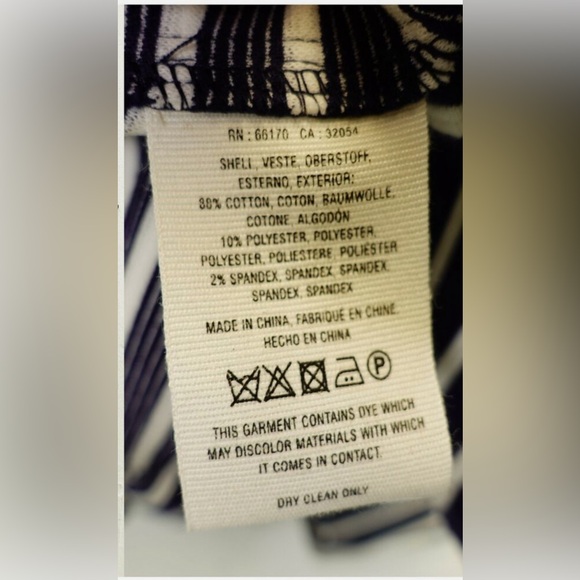 RN : 66170 CA : 32054
SHELL, VESTE, OBERSTOFF,
ESTERNO, EXTERIOR:
88% COTTON, COTON, BAUMWOLLE,
COTONE, ALGODÓN
10% POLYESTER, POLYESTER,
POLYESTER, POLIESTERE, POLIÉSTER
2% SPANDEX, SPANDEX, SPANDEX,
SPANDEX, SPANDEX
MADE IN CHINA, FABRIQUÉ EN CHINE,
HECHO EN CHINA
P
THIS GARMENT CONTAINS DYE WHICH
MAY DISCOLOR MATERIALS WITH WHICH
IT COMES IN CONTACT.
DRY CLEAN ONLY